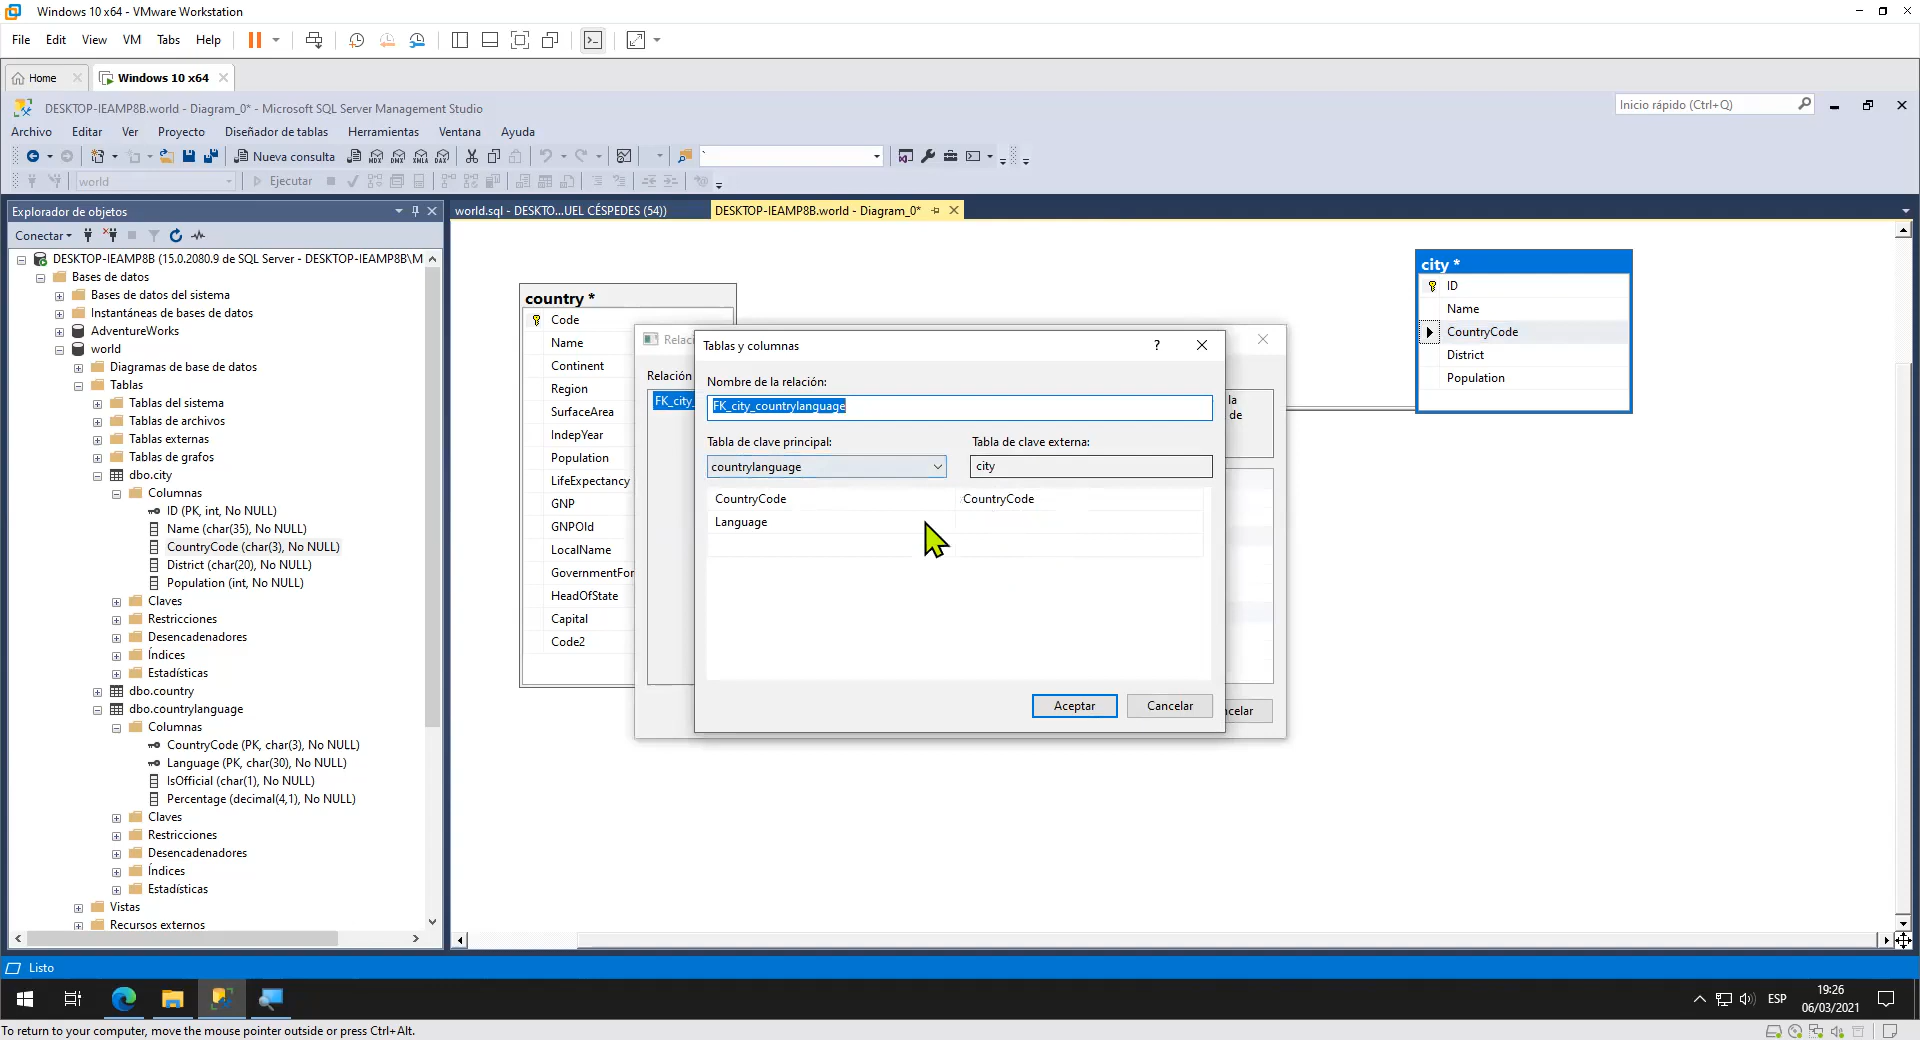 Windows 10 x64 - VMware Workstation
File Edit View VM Tabs Help
Home Windows 10 x64
DESKTOP-IEAMP8B.world - Diagram_0* - Microsoft SQL Server Management Studio
Inicio rápido (Ctrl+Q)
Archivo Editar Ver Proyecto Diseñador de tablas Herramientas Ventana Ayuda
Nueva consulta MDX DMX XMLA DAX
world Ejecutar
Explorador de objetos
Conectar
DESKTOP-IEAMP8B (15.0.2080.9 de SQL Server - DESKTOP-IEAMP8B\M
Bases de datos
Bases de datos del sistema
Instantáneas de bases de datos
AdventureWorks
world
Diagramas de base de datos
Tablas
Tablas del sistema
Tablas de archivos
Tablas externas
Tablas de grafos
dbo.city
Columnas
ID (PK, int, No NULL)
Name (char(35), No NULL)
CountryCode (char(3), No NULL)
District (char(20), No NULL)
Population (int, No NULL)
Claves
Restricciones
Desencadenadores
Índices
Estadísticas
dbo.country
dbo.countrylanguage
Columnas
CountryCode (PK, char(3), No NULL)
Language (PK, char(30), No NULL)
IsOfficial (char(1), No NULL)
Percentage (decimal(4,1), No NULL)
Claves
Restricciones
Desencadenadores
Índices
Estadísticas
Vistas
Recursos externos
world.sql - DESKTO...UEL CÉSPEDES (54))
DESKTOP-IEAMP8B.world - Diagram_0*
country *
Code
Name
Continent
Region
SurfaceArea
IndepYear
Population
LifeExpectancy
GNP
GNPOld
LocalName
GovernmentFor
HeadOfState
Capital
Code2
Relaci
Relación
FK_city_
la
de
celar
Tablas y columnas
?
Nombre de la relación:
FK_city_countrylanguage
Tabla de clave principal: Tabla de clave externa:
countrylanguage city
CountryCode CountryCode
Language
Aceptar Cancelar
city *
ID
Name
CountryCode
District
Population
Listo
ESP
19:26
06/03/2021
To return to your computer, move the mouse pointer outside or press Ctrl+Alt.